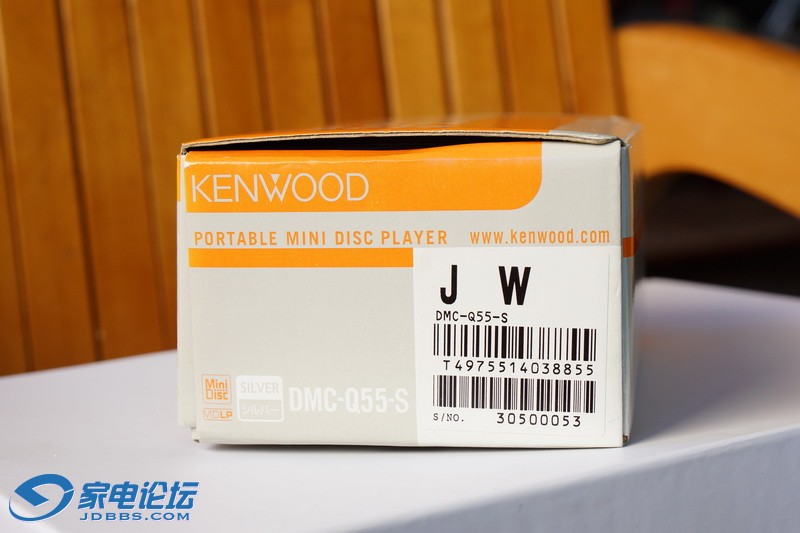 KENWOOD
PORTABLE MINI DISC PLAYER www.kenwood.com
J W
DMC-Q55-S
T4975514038855
S/NO. 30500053
Mini
Disc
MDLP
SILVER
シルバー
DMC-Q55-S
家电论坛
JDBBS.COM